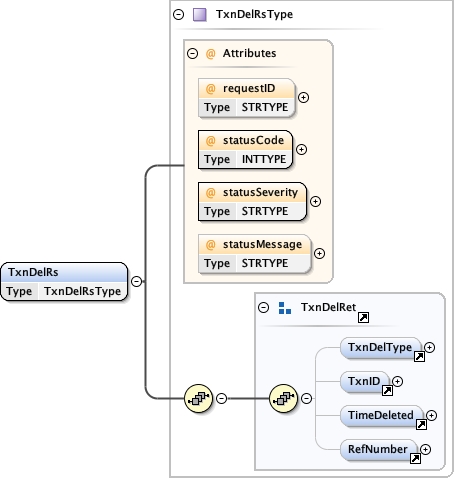 TxnDelRsType
@ Attributes
@ requestID
Type STRTYPE
@ statusCode
Type INTTYPE
@ statusSeverity
Type STRTYPE
@ statusMessage
Type STRTYPE
TxnDelRs
Type TxnDelRsType
TxnDelRet
TxnDelType
TxnID
TimeDeleted
RefNumber